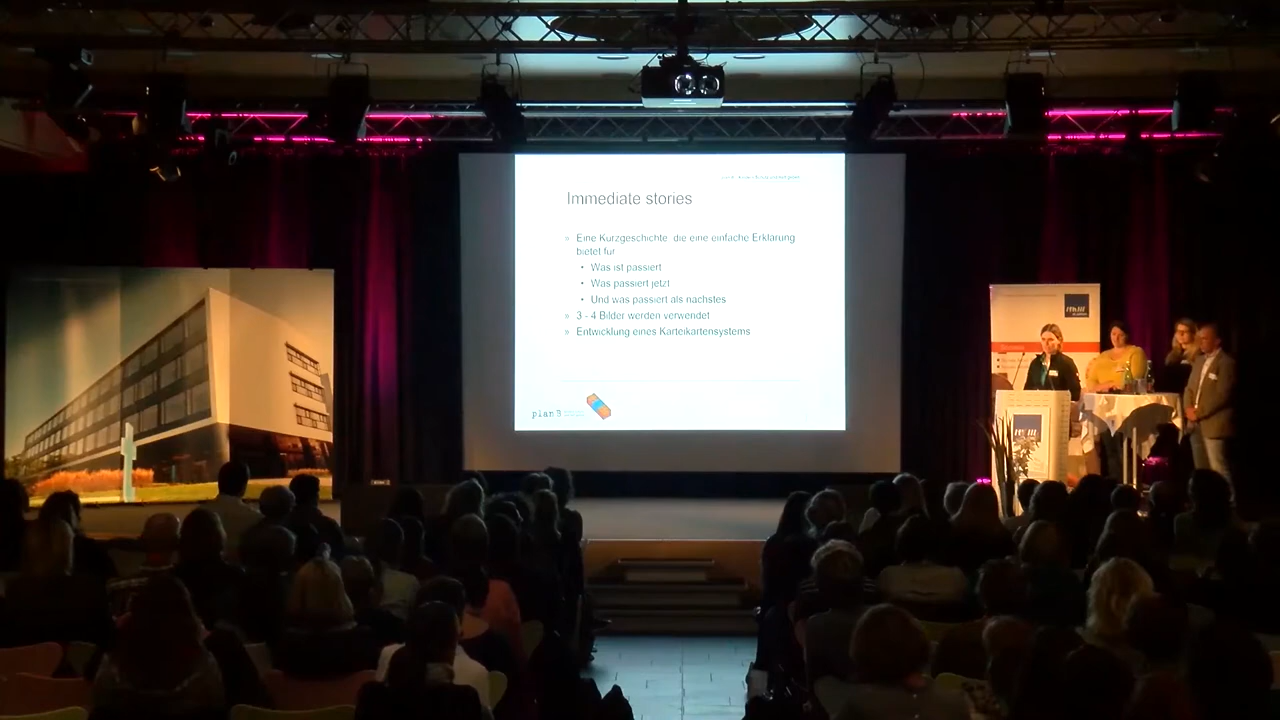 Immediate stories
» Eine Kurzgeschichte die eine einfache Erklärung
bietet für
• Was ist passiert
• Was passiert jetzt
• Und was passiert als nächstes
» 3 - 4 Bilder werden verwendet
» Entwicklung eines Karteikartensystems
plan B